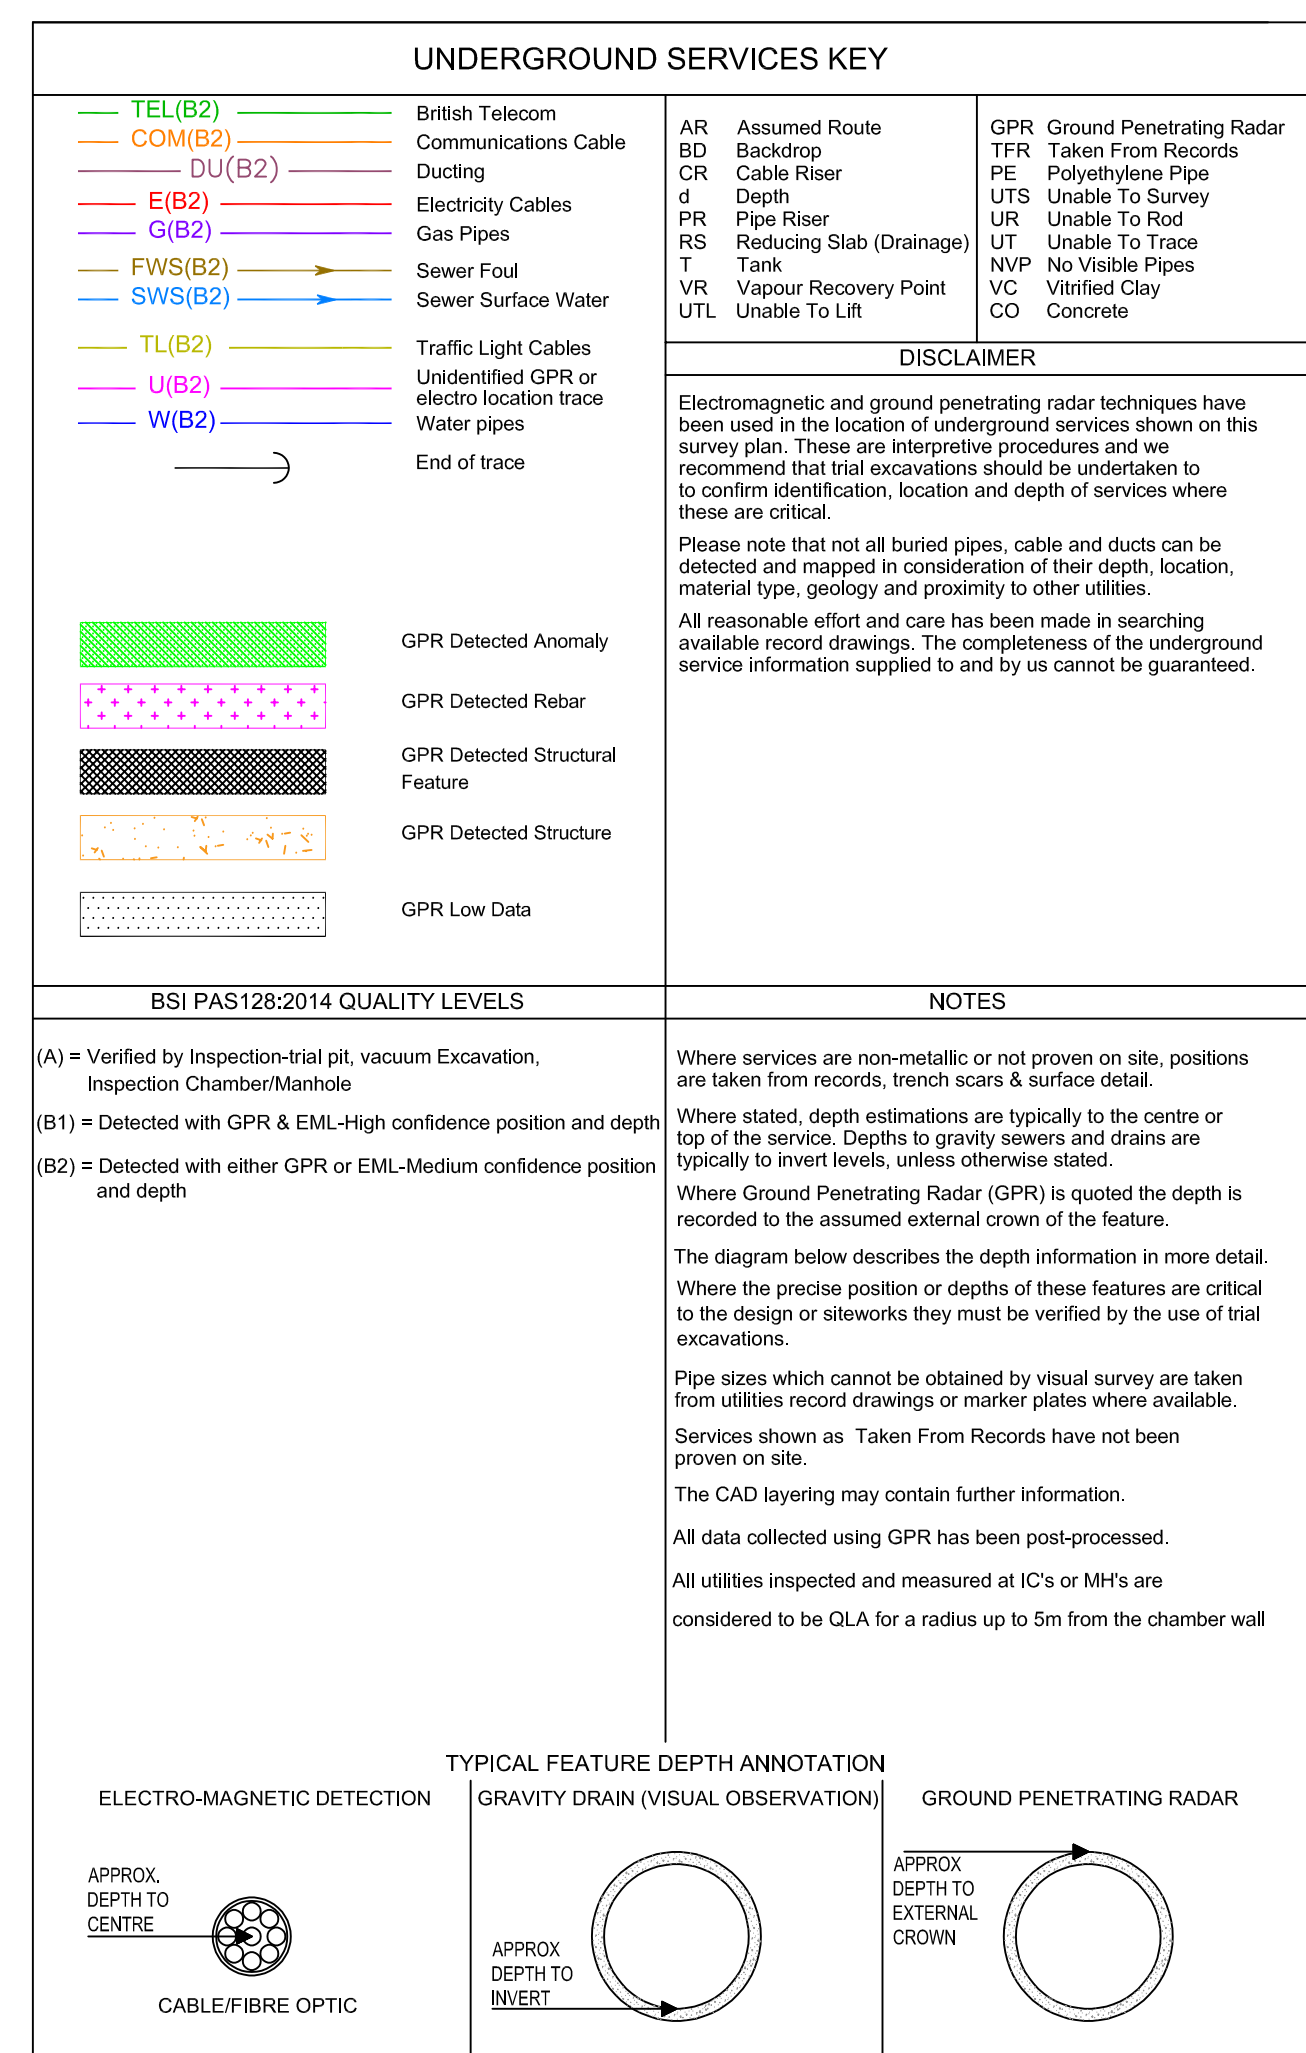 UNDERGROUND SERVICES KEY
TEL(B2) British Telecom
COM(B2) Communications Cable
DU(B2) Ducting
E(B2) Electricity Cables
G(B2) Gas Pipes
FWS(B2) Sewer Foul
SWS(B2) Sewer Surface Water
TL(B2) Traffic Light Cables
U(B2) Unidentified GPR or
electro location trace
W(B2) Water pipes
End of trace
GPR Detected Anomaly
GPR Detected Rebar
GPR Detected Structural
Feature
GPR Detected Structure
GPR Low Data
AR Assumed Route
BD Backdrop
CR Cable Riser
d Depth
PR Pipe Riser
RS Reducing Slab (Drainage)
T Tank
VR Vapour Recovery Point
UTL Unable To Lift
GPR Ground Penetrating Radar
TFR Taken From Records
PE Polyethylene Pipe
UTS Unable To Survey
UR Unable To Rod
UT Unable To Trace
NVP No Visible Pipes
VC Vitrified Clay
CO Concrete
DISCLAIMER
Electromagnetic and ground penetrating radar techniques have
been used in the location of underground services shown on this
survey plan. These are interpretive procedures and we
recommend that trial excavations should be undertaken to
to confirm identification, location and depth of services where
these are critical.
Please note that not all buried pipes, cable and ducts can be
detected and mapped in consideration of their depth, location,
material type, geology and proximity to other utilities.
All reasonable effort and care has been made in searching
available record drawings. The completeness of the underground
service information supplied to and by us cannot be guaranteed.
BSI PAS128:2014 QUALITY LEVELS
(A) = Verified by Inspection-trial pit, vacuum Excavation,
Inspection Chamber/Manhole
(B1) = Detected with GPR & EML-High confidence position and depth
(B2) = Detected with either GPR or EML-Medium confidence position
and depth
NOTES
Where services are non-metallic or not proven on site, positions
are taken from records, trench scars & surface detail.
Where stated, depth estimations are typically to the centre or
top of the service. Depths to gravity sewers and drains are
typically to invert levels, unless otherwise stated.
Where Ground Penetrating Radar (GPR) is quoted the depth is
recorded to the assumed external crown of the feature.
The diagram below describes the depth information in more detail.
Where the precise position or depths of these features are critical
to the design or siteworks they must be verified by the use of trial
excavations.
Pipe sizes which cannot be obtained by visual survey are taken
from utilities record drawings or marker plates where available.
Services shown as Taken From Records have not been
proven on site.
The CAD layering may contain further information.
All data collected using GPR has been post-processed.
All utilities inspected and measured at IC's or MH's are
considered to be QLA for a radius up to 5m from the chamber wall
TYPICAL FEATURE DEPTH ANNOTATION
ELECTRO-MAGNETIC DETECTION
APPROX.
DEPTH TO
CENTRE
CABLE/FIBRE OPTIC
GRAVITY DRAIN (VISUAL OBSERVATION)
APPROX
DEPTH TO
INVERT
GROUND PENETRATING RADAR
APPROX
DEPTH TO
EXTERNAL
CROWN